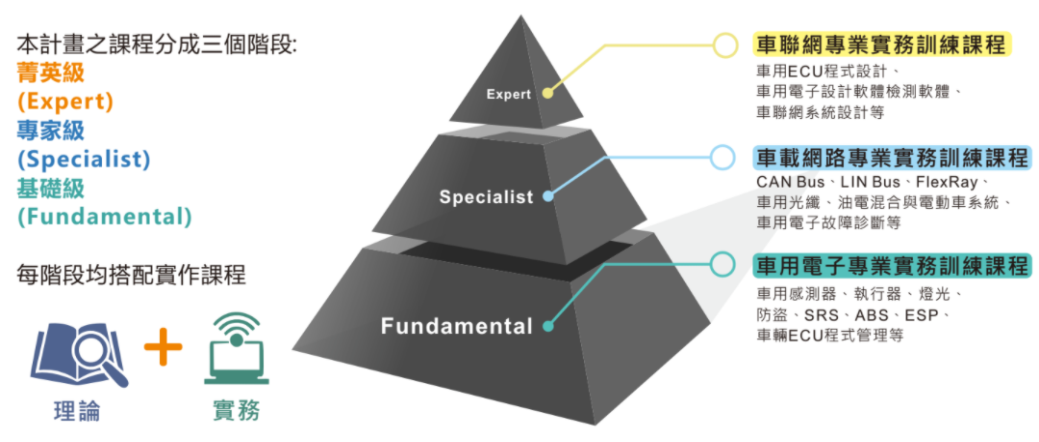 本計畫之課程分成三個階段:
菁英級
(Expert)
專家級
(Specialist)
基礎級
(Fundamental)
每階段均搭配實作課程
理論
實務
Expert
Specialist
Fundamental
車聯網專業實務訓練課程
車用ECU程式設計、
車用電子設計軟體檢測軟體、
車聯網系統設計等
車載網路專業實務訓練課程
CAN Bus、LIN Bus、FlexRay、
車用光纖、油電混合與電動車系統、
車用電子故障診斷等
車用電子專業實務訓練課程
車用感測器、執行器、燈光、
防盜、SRS、ABS、ESP、
車輛ECU程式管理等